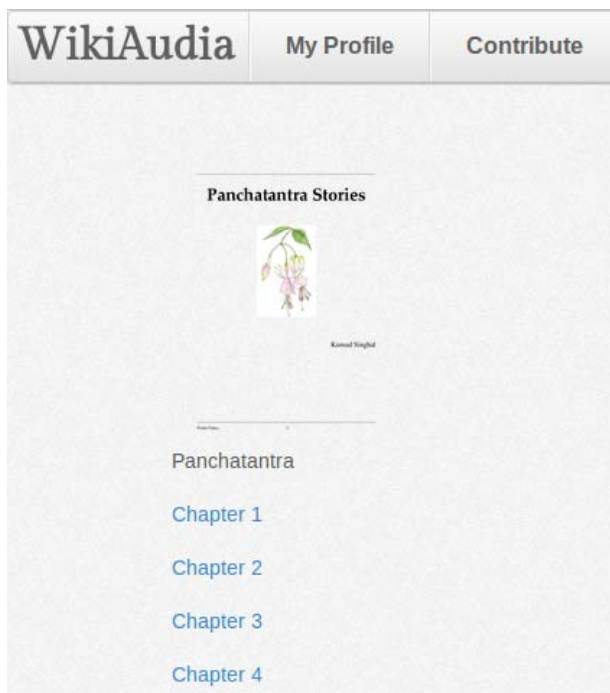 WikiAudia My Profile Contribute
Panchatantra Stories
Panchatantra
Chapter 1
Chapter 2
Chapter 3
Chapter 4